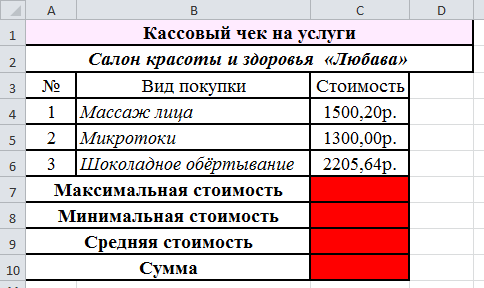 A B C D
1 Кассовый чек на услуги
2 Салон красоты и здоровья «Любава»
3 № Вид покупки Стоимость
4 1 Массаж лица 1500,20р.
5 2 Микротоки 1300,00р.
6 3 Шоколадное обёртывание 2205,64р.
7 Максимальная стоимость
8 Минимальная стоимость
9 Средняя стоимость
10 Сумма